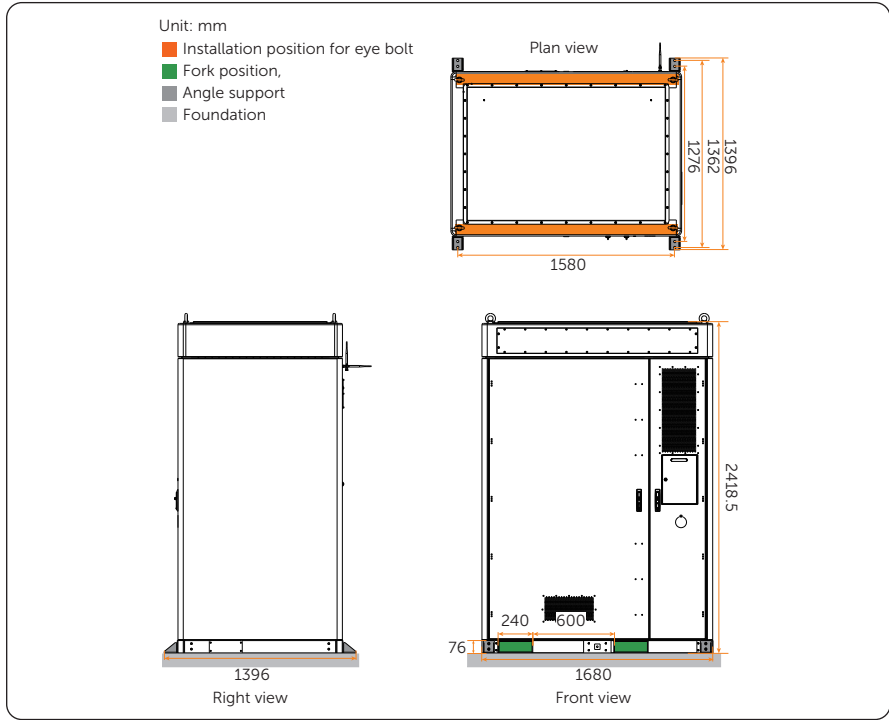 Unit: mm
Installation position for eye bolt
Fork position,
Angle support
Foundation
Plan view
1276
1362
1396
1580
2418.5
240
600
76
1396
1680
Right view
Front view